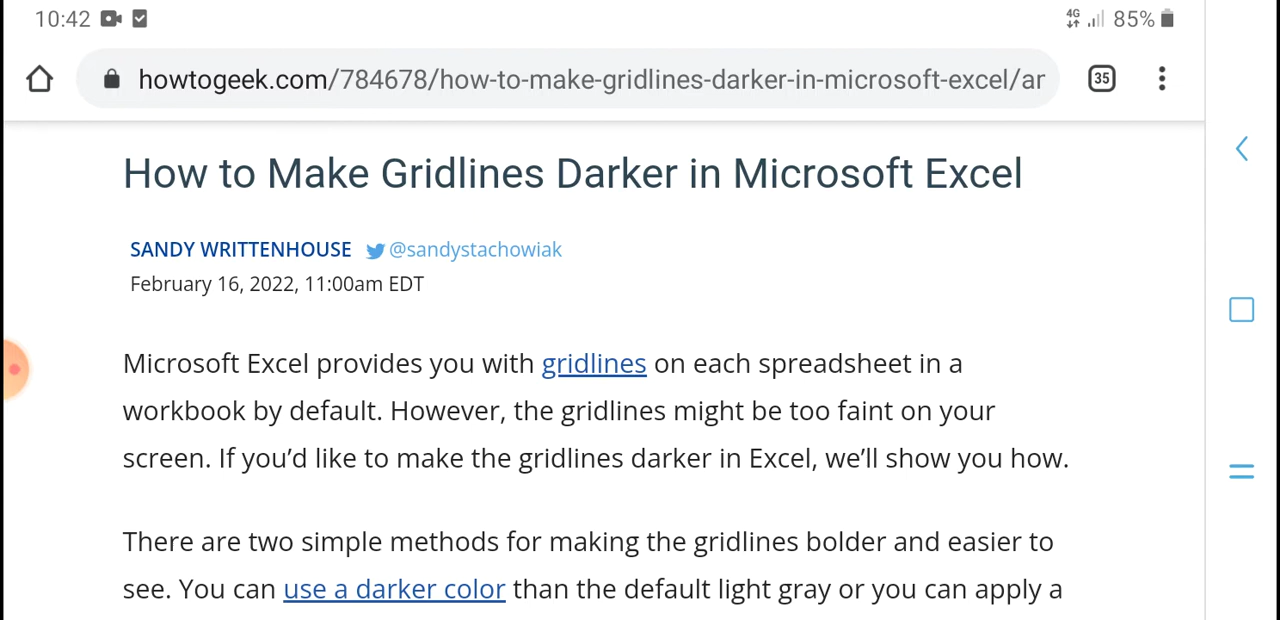 10:42
4G 85%
howtogeek.com/784678/how-to-make-gridlines-darker-in-microsoft-excel/ar
35
How to Make Gridlines Darker in Microsoft Excel
SANDY WRITTENHOUSE @sandystachowiak
February 16, 2022, 11:00am EDT
Microsoft Excel provides you with gridlines on each spreadsheet in a
workbook by default. However, the gridlines might be too faint on your
screen. If you’d like to make the gridlines darker in Excel, we’ll show you how.
There are two simple methods for making the gridlines bolder and easier to
see. You can use a darker color than the default light gray or you can apply a